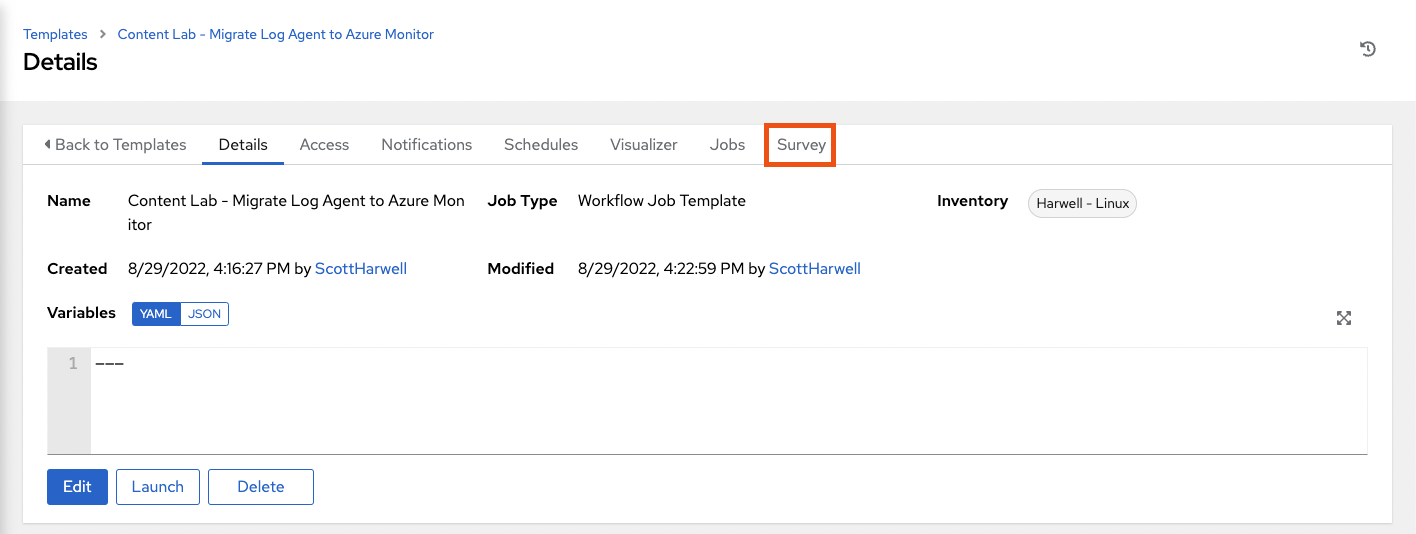 Templates > Content Lab - Migrate Log Agent to Azure Monitor
Details
Back to Templates Details Access Notifications Schedules Visualizer Jobs Survey
Name Content Lab - Migrate Log Agent to Azure Mon Job Type Workflow Job Template Inventory Harwell - Linux
itor
Created 8/29/2022, 4:16:27 PM by ScottHarwell Modified 8/29/2022, 4:22:59 PM by ScottHarwell
Variables YAML JSON
1 ---
Edit Launch Delete